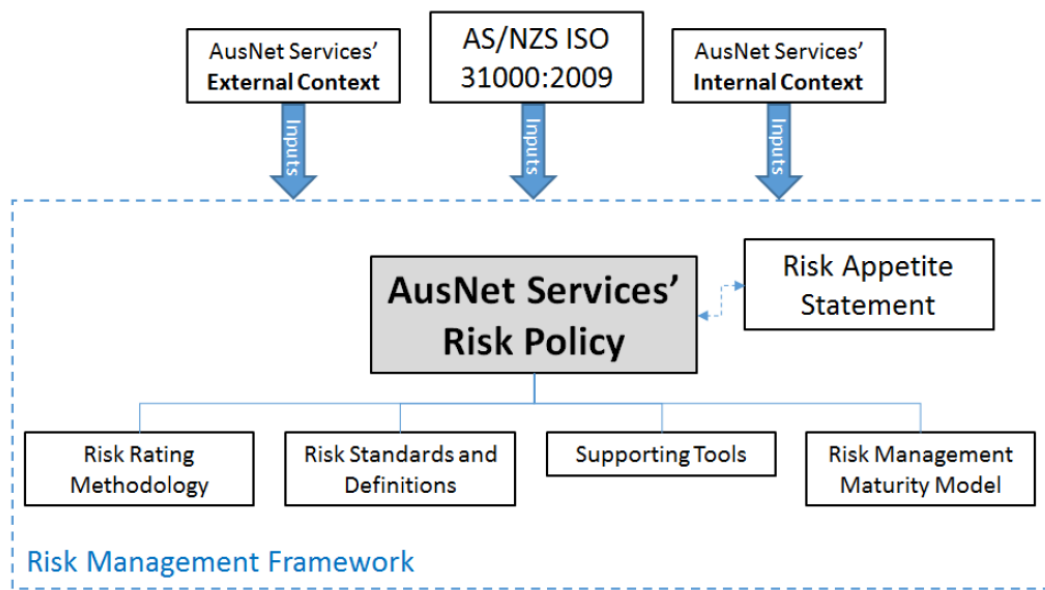 AusNet Services’
External Context
AS/NZS ISO
31000:2009
AusNet Services’
Internal Context
Inputs
Inputs
Inputs
AusNet Services’
Risk Policy
Risk Appetite
Statement
Risk Rating
Methodology
Risk Standards and
Definitions
Supporting Tools
Risk Management
Maturity Model
Risk Management Framework